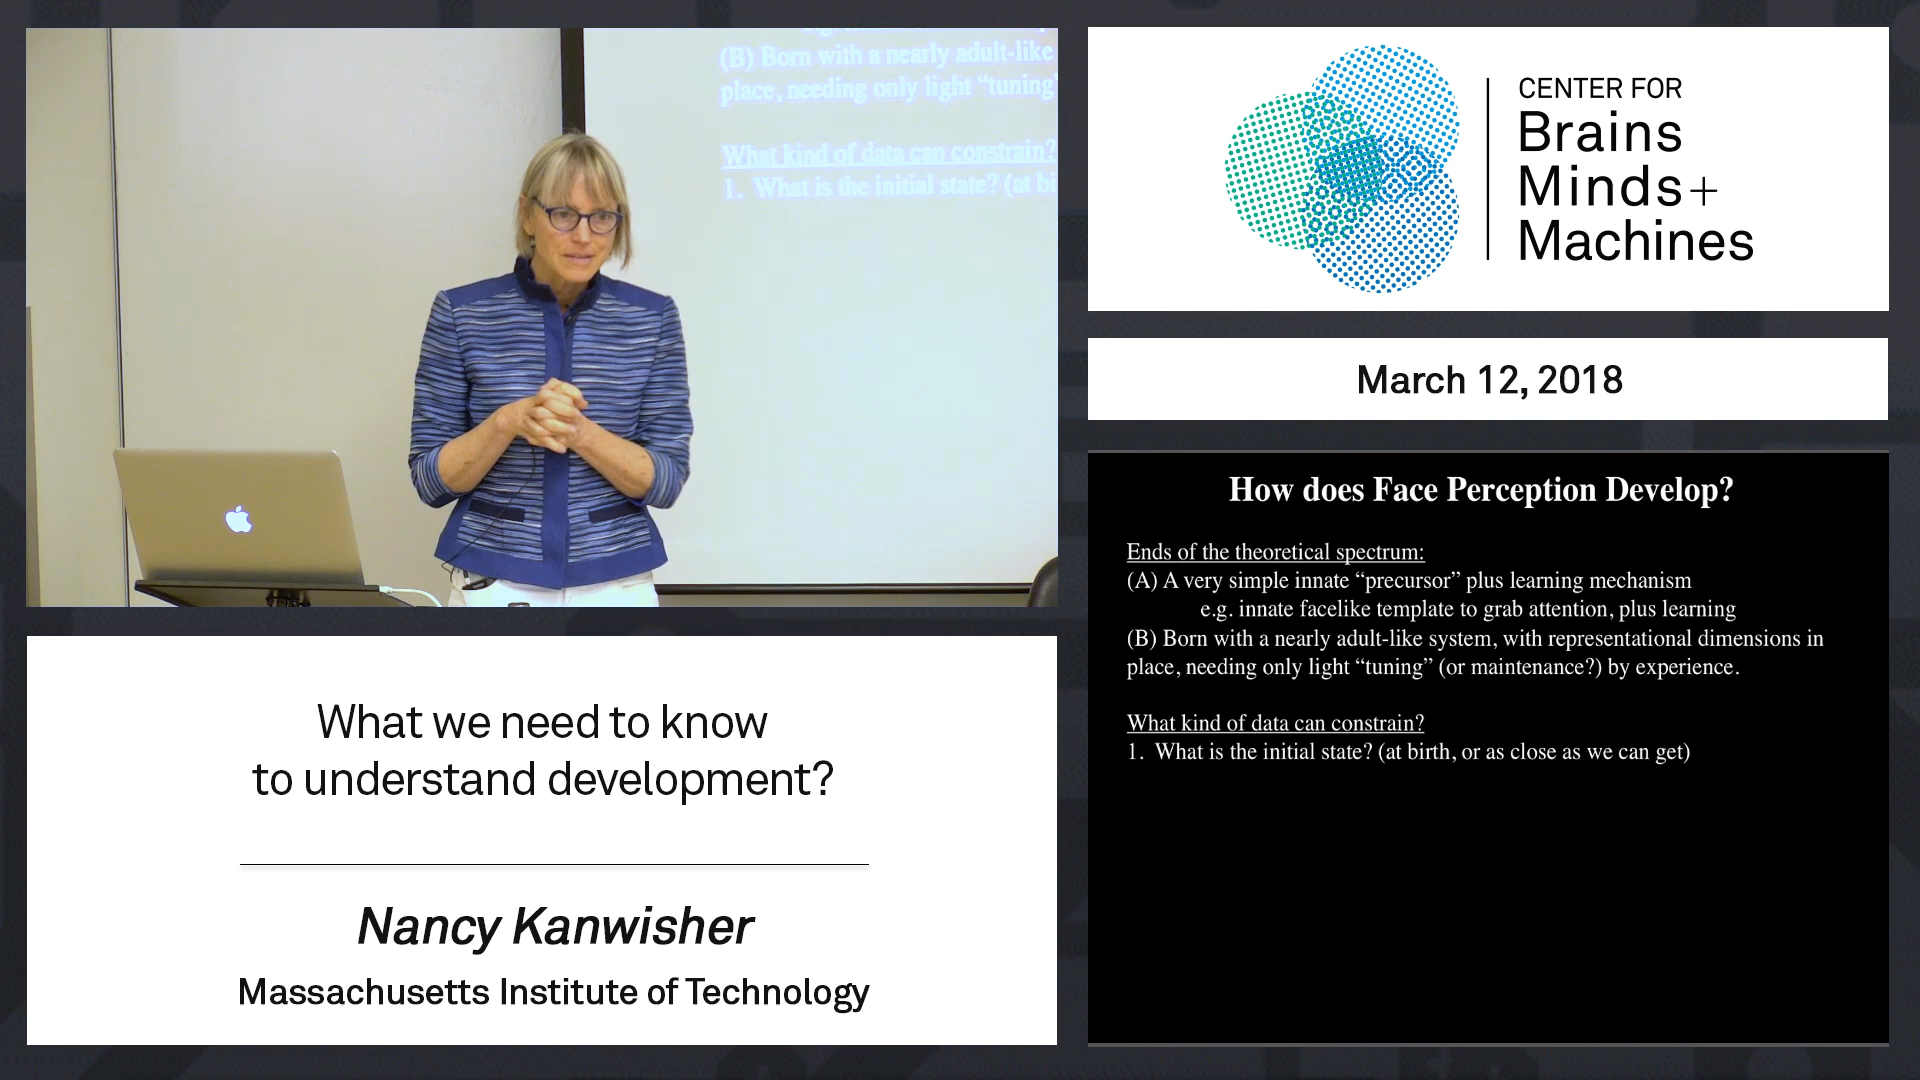 (B) Born with a nearly adult-like
place, needing only light “tuning”
What kind of data can constrain?
1. What is the initial state? (at bi
CENTER FOR
Brains
Minds+
Machines
March 12, 2018
How does Face Perception Develop?
Ends of the theoretical spectrum:
(A) A very simple innate “precursor” plus learning mechanism
e.g. innate facelike template to grab attention, plus learning
(B) Born with a nearly adult-like system, with representational dimensions in
place, needing only light “tuning” (or maintenance?) by experience.
What kind of data can constrain?
1. What is the initial state? (at birth, or as close as we can get)
What we need to know
to understand development?
Nancy Kanwisher
Massachusetts Institute of Technology